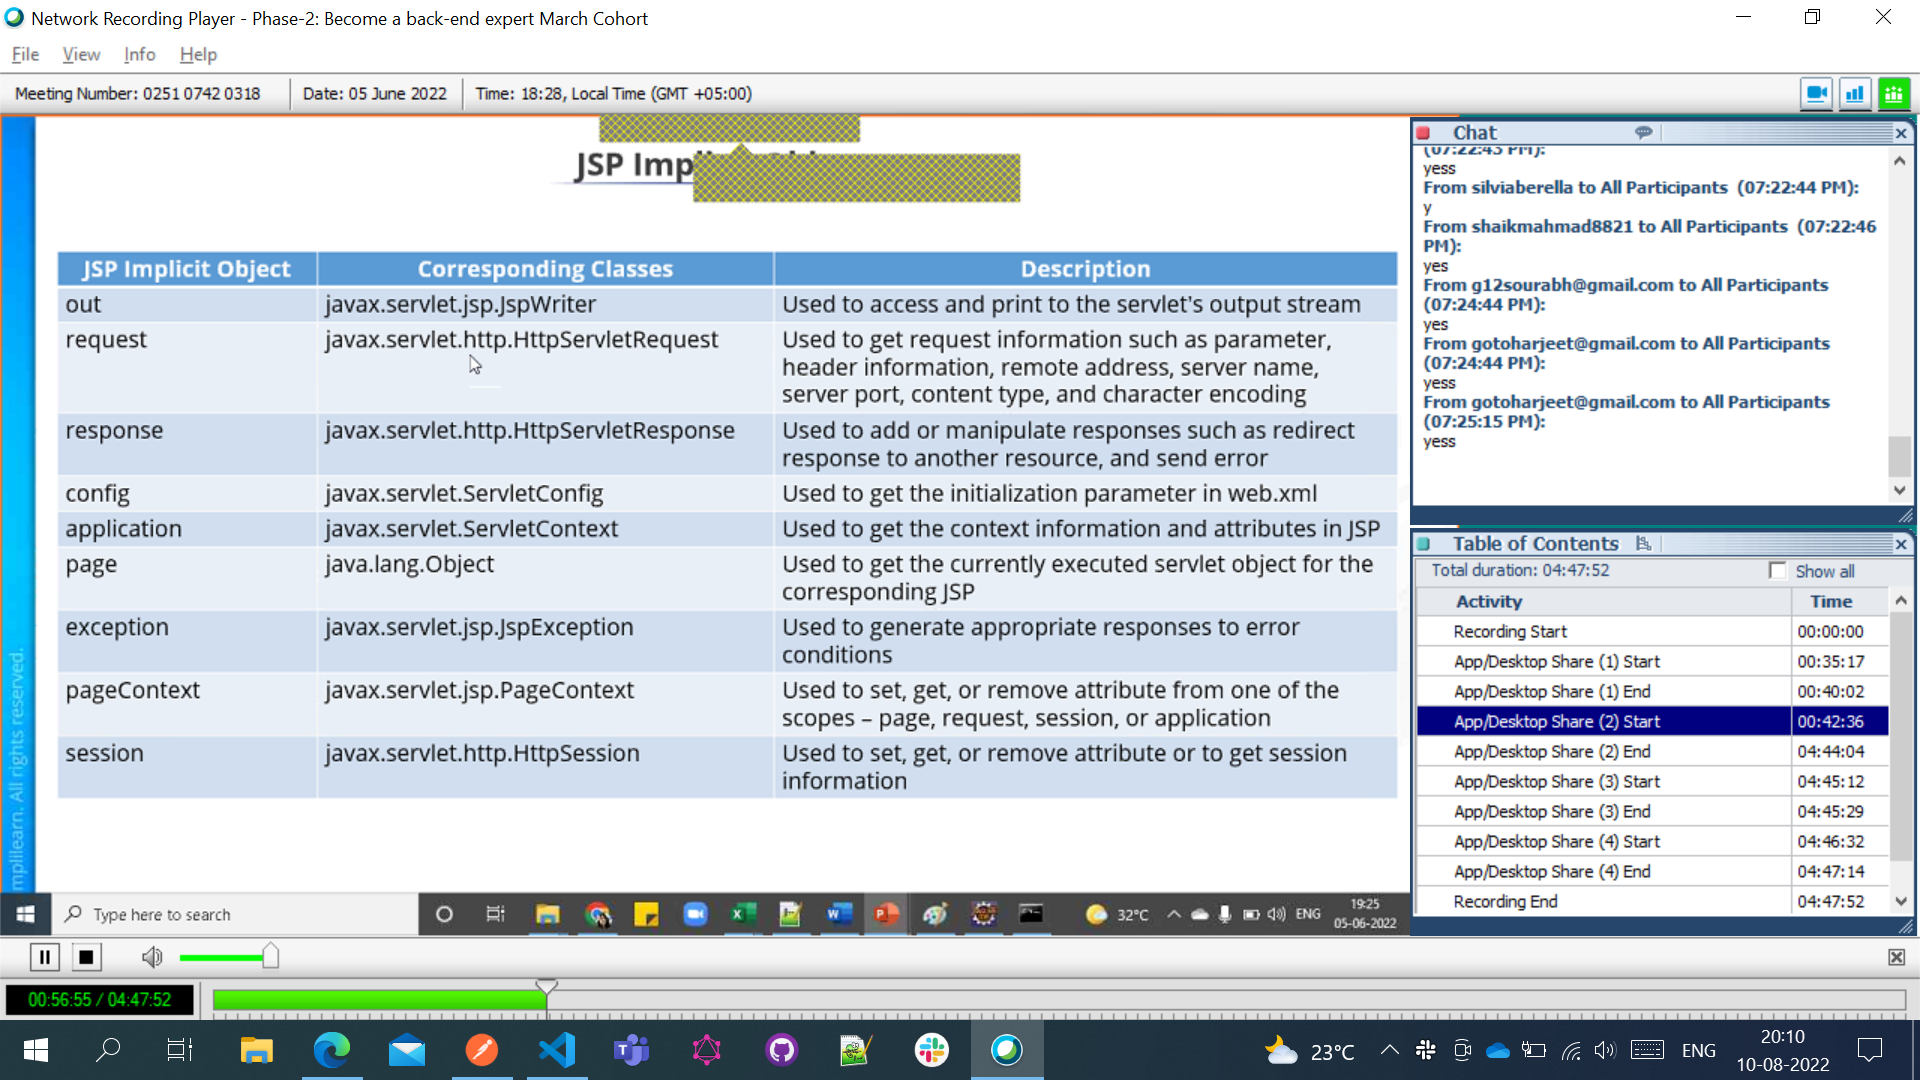 Network Recording Player - Phase-2: Become a back-end expert March Cohort
File View Info Help
Meeting Number: 0251 0742 0318 Date: 05 June 2022 Time: 18:28, Local Time (GMT +05:00)
JSP Imp
JSP Implicit Object Corresponding Classes Description
out javax.servlet.jsp.JspWriter Used to access and print to the servlet's output stream
request javax.servlet.http.HttpServletRequest Used to get request information such as parameter,
header information, remote address, server name,
server port, content type, and character encoding
response javax.servlet.http.HttpServletResponse Used to add or manipulate responses such as redirect
response to another resource, and send error
config javax.servlet.ServletConfig Used to get the initialization parameter in web.xml
application javax.servlet.ServletContext Used to get the context information and attributes in JSP
page java.lang.Object Used to get the currently executed servlet object for the
corresponding JSP
exception javax.servlet.jsp.JspException Used to generate appropriate responses to error
conditions
pageContext javax.servlet.jsp.PageContext Used to set, get, or remove attribute from one of the
scopes – page, request, session, or application
session javax.servlet.http.HttpSession Used to set, get, or remove attribute or to get session
information
mplilearn. All rights reserved.
Type here to search
32°C ENG
19:25
05-06-2022
Chat
(07:22:43 PM):
yess
From silviaberella to All Participants (07:22:44 PM):
y
From shaikmahmad8821 to All Participants (07:22:46
PM):
yes
From g12sourabh@gmail.com to All Participants
(07:24:44 PM):
yes
From gotoharjeet@gmail.com to All Participants
(07:24:44 PM):
yess
From gotoharjeet@gmail.com to All Participants
(07:25:15 PM):
yess
Table of Contents
Total duration: 04:47:52 Show all
Activity Time
Recording Start 00:00:00
App/Desktop Share (1) Start 00:35:17
App/Desktop Share (1) End 00:40:02
App/Desktop Share (2) Start 00:42:36
App/Desktop Share (2) End 04:44:04
App/Desktop Share (3) Start 04:45:12
App/Desktop Share (3) End 04:45:29
App/Desktop Share (4) Start 04:46:32
App/Desktop Share (4) End 04:47:14
Recording End 04:47:52
00:56:55 / 04:47:52
23°C ENG
20:10
10-08-2022